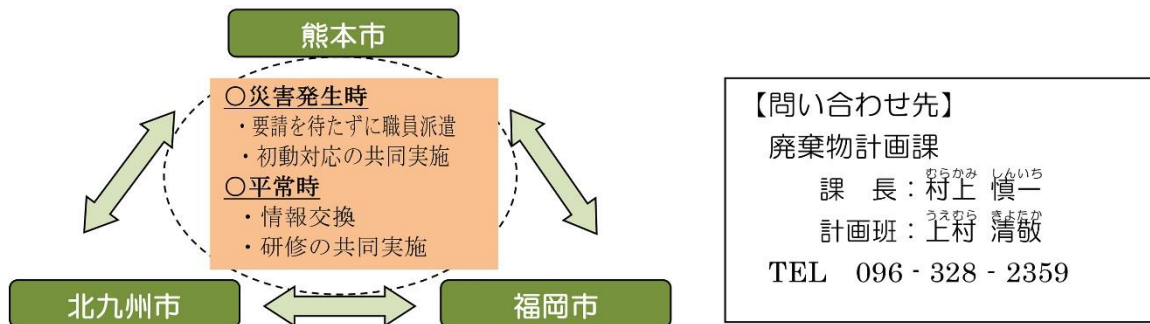 熊本市
〇災害発生時
・要請を待たずに職員派遣
・初動対応の共同実施
〇平常時
・情報交換
・研修の共同実施
北九州市
福岡市
【問い合わせ先】
廃棄物計画課
むらかみ しんいち
課 長：村上 慎一
うえむら きよたか
計画班：上村 清敬
TEL 096 - 328 - 2359